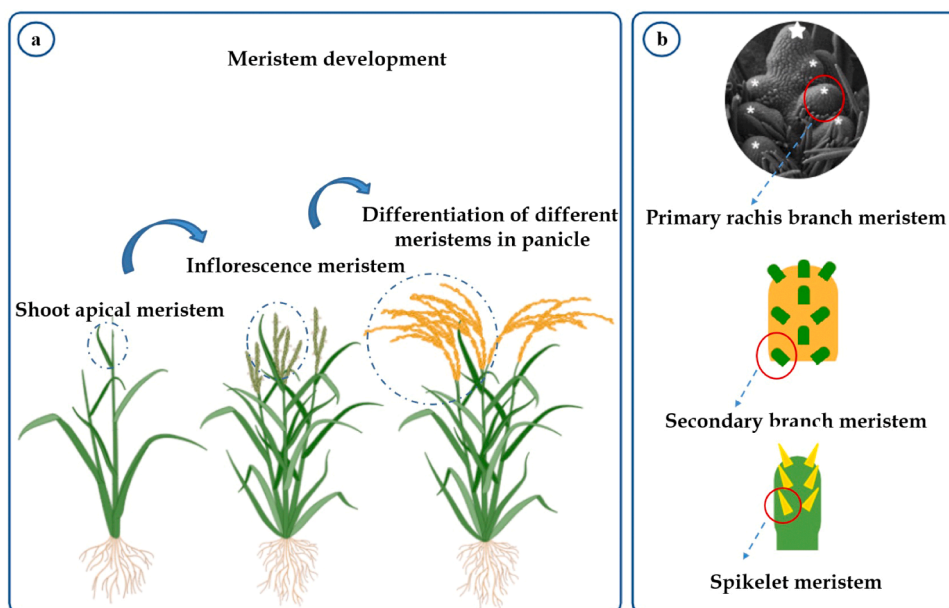 a
Meristem development
Shoot apical meristem
Inflorescence meristem
Differentiation of different
meristems in panicle
b
Primary rachis branch meristem
Secondary branch meristem
Spikelet meristem